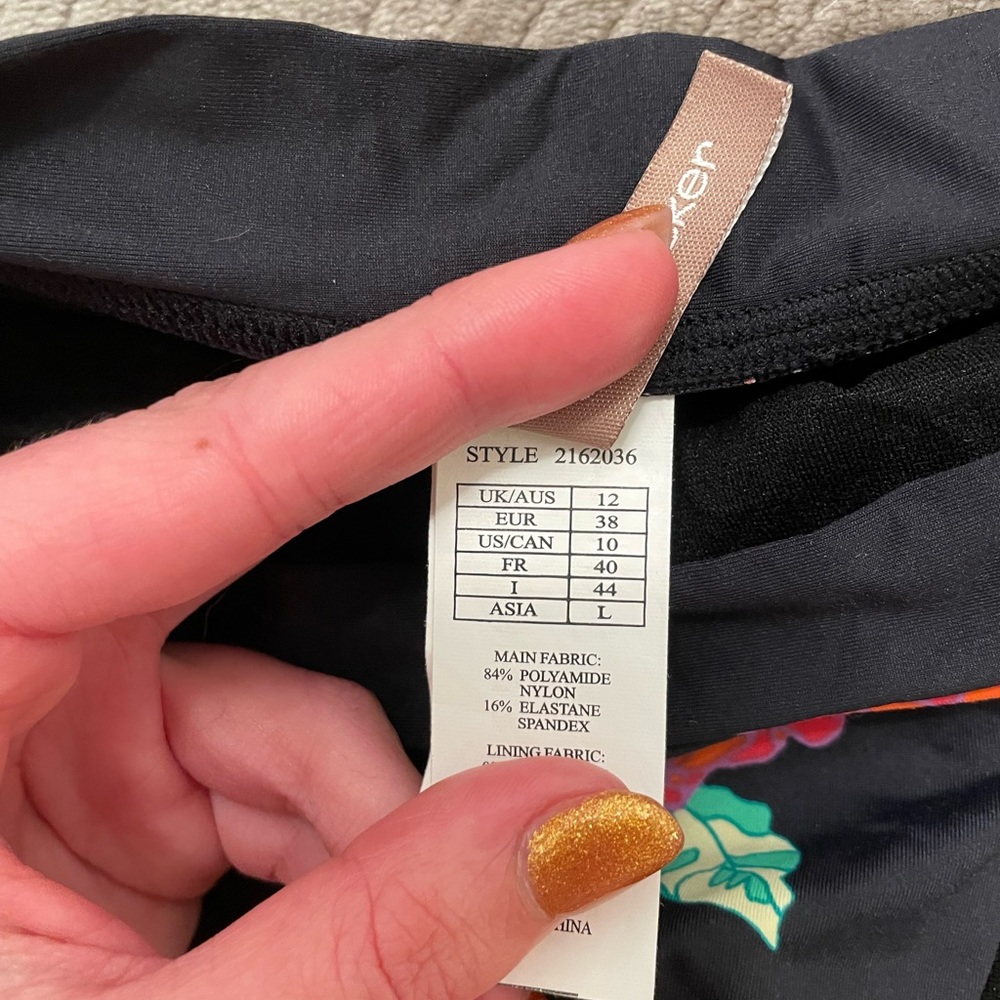 STYLE 2162036
UK/AUS 12
EUR 38
US/CAN 10
FR 40
I 44
ASIA L
MAIN FABRIC:
84% POLYAMIDE
NYLON
16% ELASTANE
SPANDEX
LINING FABRIC: